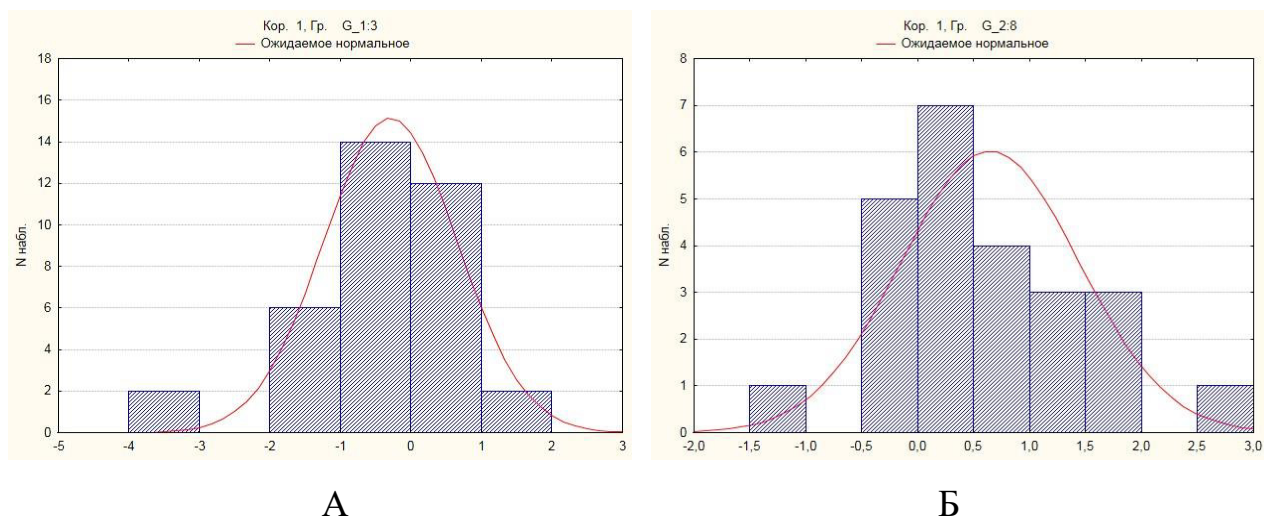 Кор. 1, Гр. G_1:3
Ожидаемое нормальное
18
16
14
12
10
8
6
4
2
0
N набл.
-5 -4 -3 -2 -1 0 1 2 3
А
Кор. 1, Гр. G_2:8
Ожидаемое нормальное
8
7
6
5
4
3
2
1
0
N набл.
-2,0 -1,5 -1,0 -0,5 0,0 0,5 1,0 1,5 2,0 2,5 3,0
Б